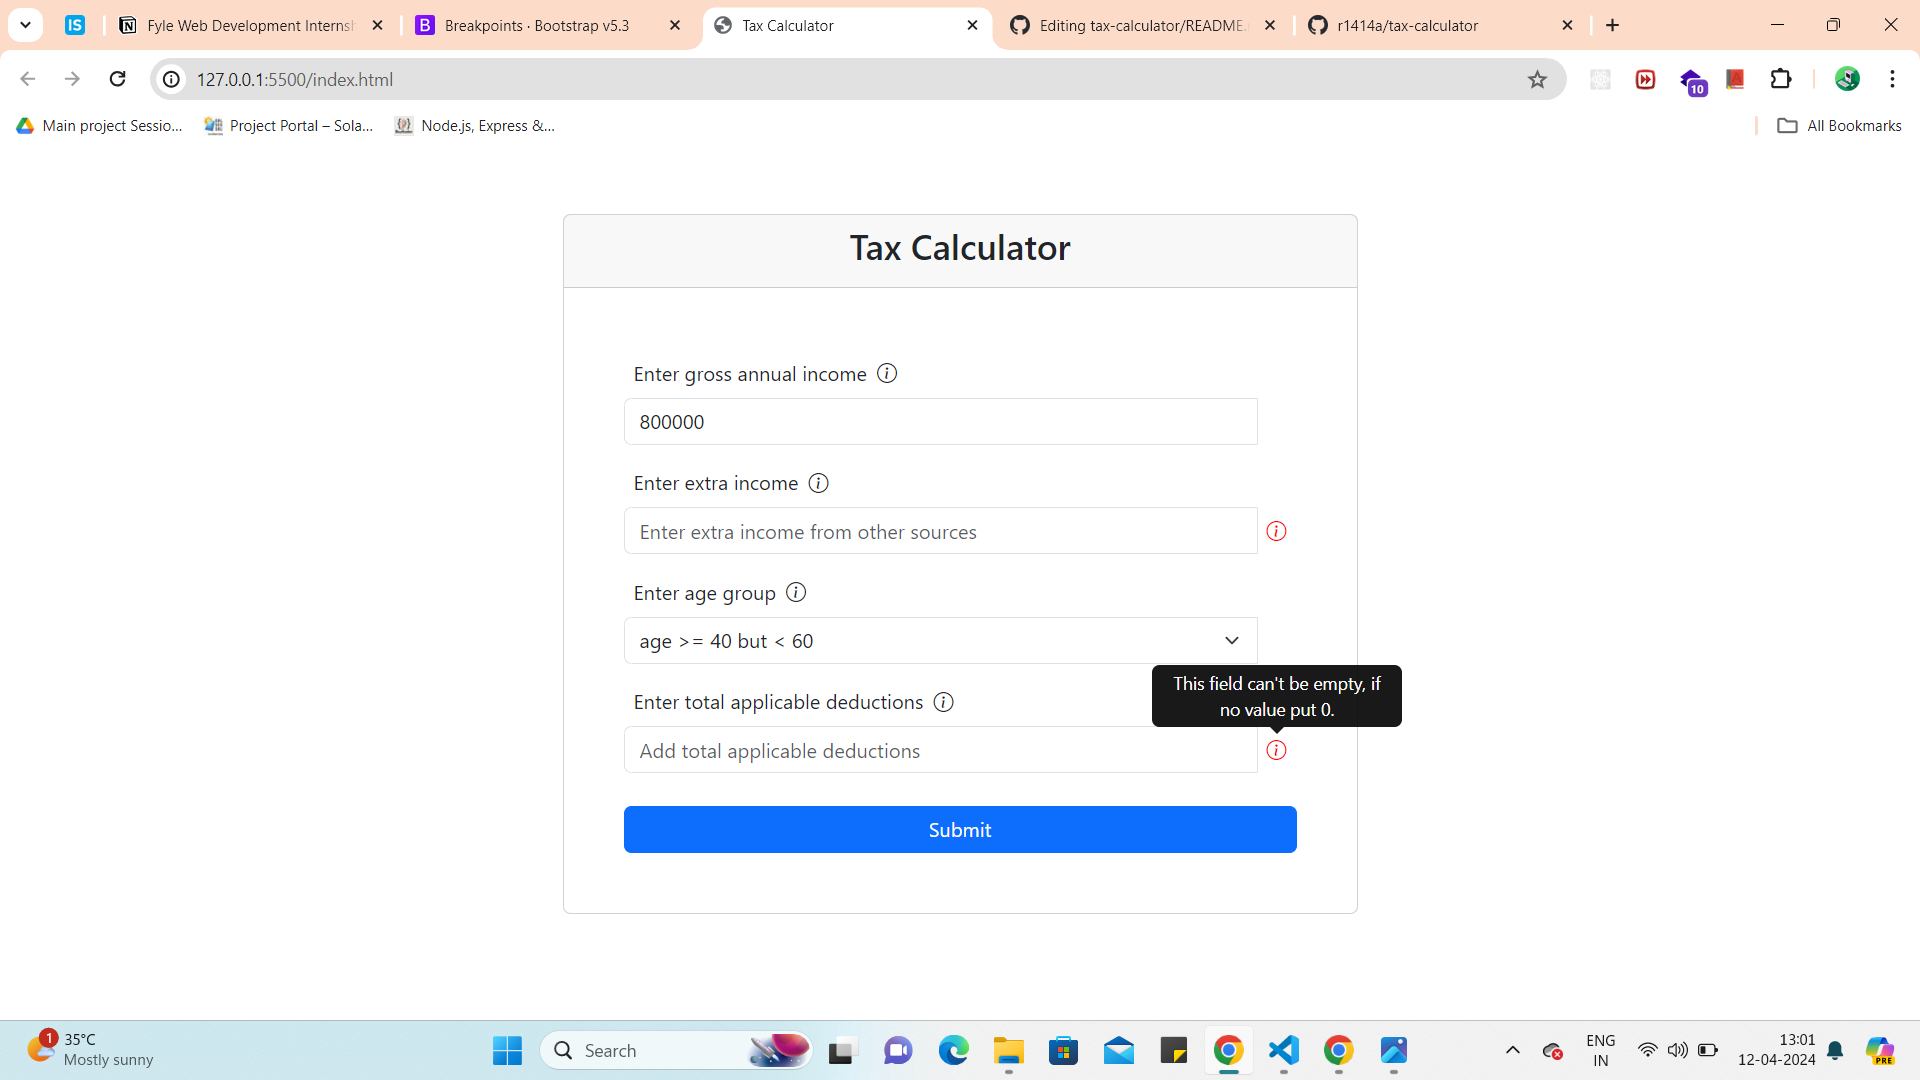 IS
Fyle Web Development Internsh
B
Breakpoints · Bootstrap v5.3
Tax Calculator
Editing tax-calculator/README.
r1414a/tax-calculator
127.0.0.1:5500/index.html
10
Main project Sessio...
Project Portal – Sola...
Node.js, Express &...
All Bookmarks
Tax Calculator
Enter gross annual income
800000
Enter extra income
Enter extra income from other sources
Enter age group
age >= 40 but < 60
This field can't be empty, if
no value put 0.
Enter total applicable deductions
Add total applicable deductions
Submit
1
35°C
Mostly sunny
Search
ENG
IN
13:01
12-04-2024
PRE